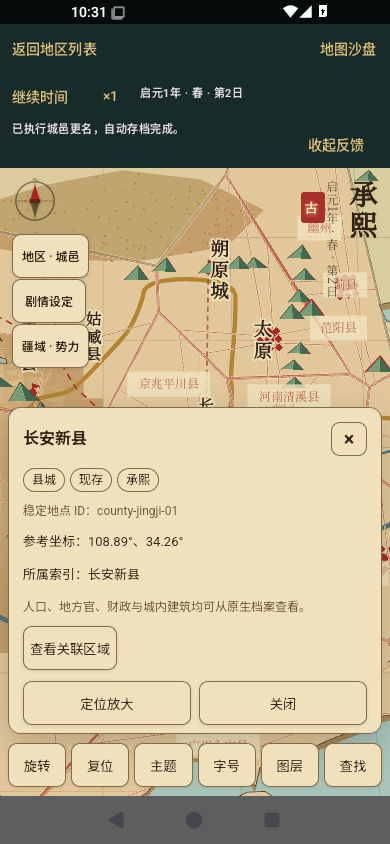 10:31
返回地区列表
地图沙盘
继续时间
×1
启元1年 · 春 · 第2日
已执行城邑更名，自动存档完成。
收起反馈
承熙
启元1年 · 春 · 第2日
古
幽州
蓟县
地区 · 城邑
剧情设定
疆域 · 势力
朔原城
姑臧县
太原
范阳县
京兆平川县
河南清溪县
长安新县
×
县城
现存
承熙
稳定地点 ID：county-jingji-01
参考坐标：108.89°、34.26°
所属索引：长安新县
人口、地方官、财政与城内建筑均可从原生档案查看。
查看关联区域
定位放大
关闭
旋转
复位
主题
字号
图层
查找